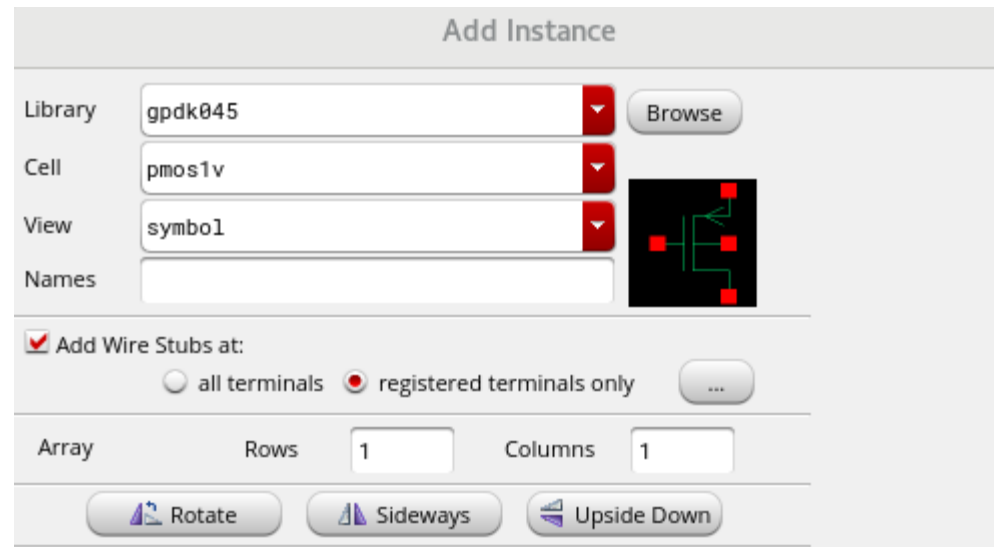 Add Instance
Library gpdk045 Browse
Cell pmos1v
View symbol
Names
Add Wire Stubs at:
all terminals registered terminals only ...
Array Rows 1 Columns 1
Rotate Sideways Upside Down